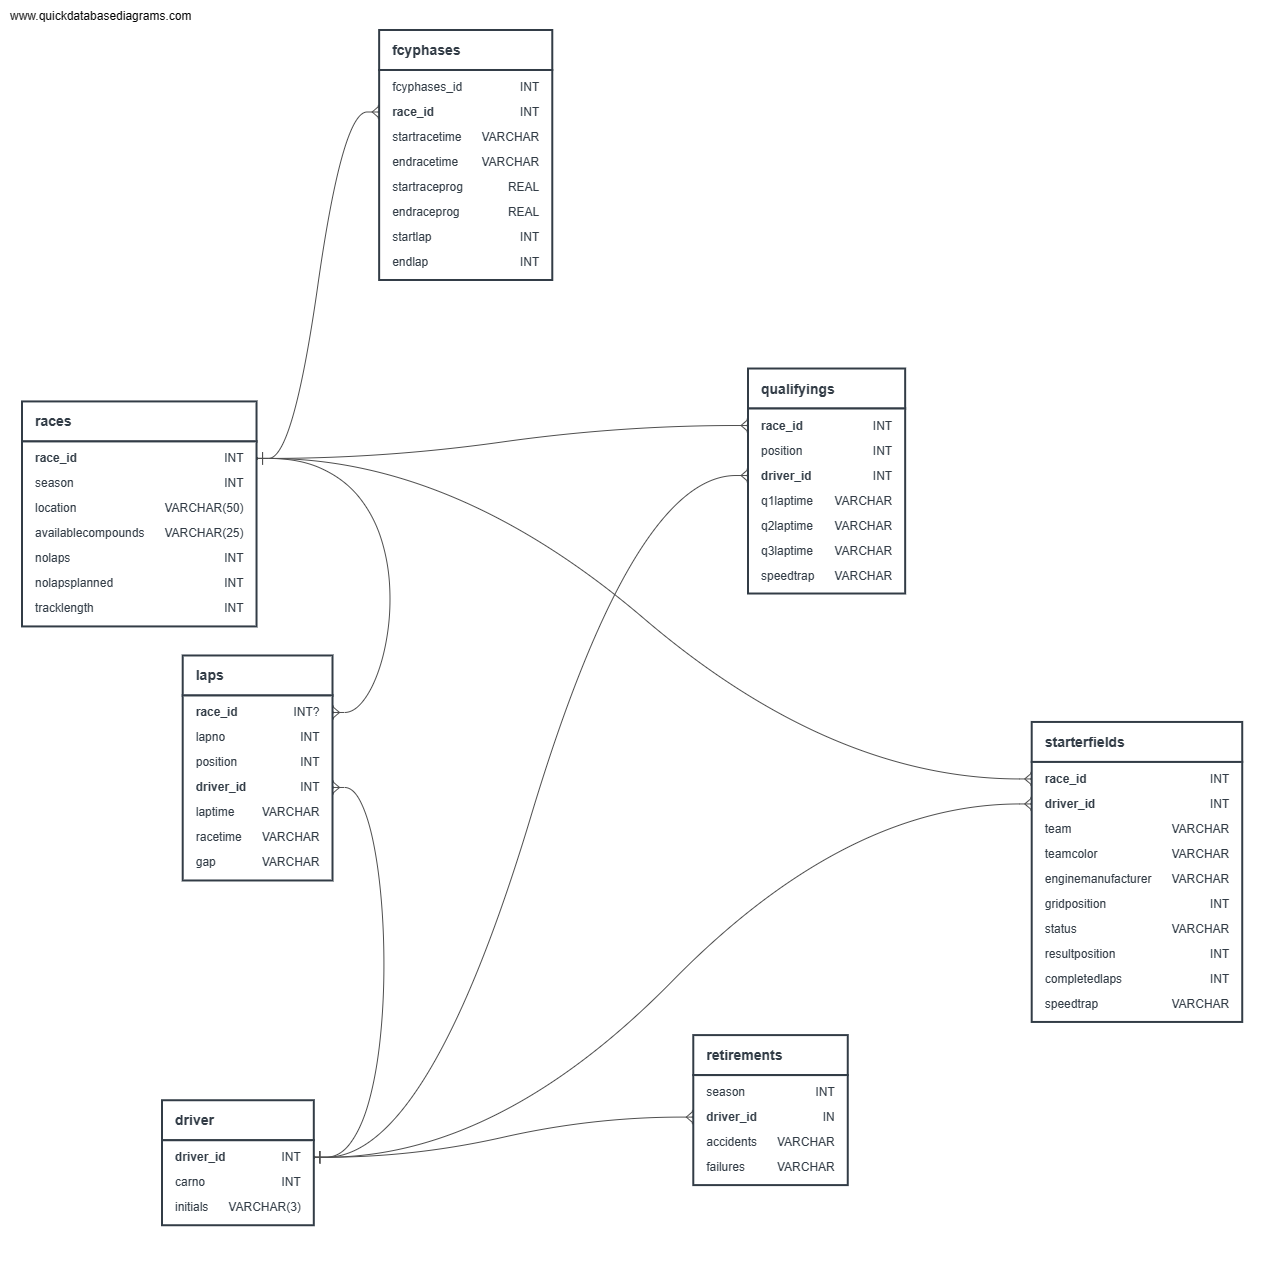 www.quickdatabasediagrams.com
fcyphases
fcyphases_id INT
race_id INT
startracetime VARCHAR
endracetime VARCHAR
startraceprog REAL
endraceprog REAL
startlap INT
endlap INT
qualifyings
race_id INT
position INT
driver_id INT
q1laptime VARCHAR
q2laptime VARCHAR
q3laptime VARCHAR
speedtrap VARCHAR
races
race_id INT
season INT
location VARCHAR(50)
availablecompounds VARCHAR(25)
nolaps INT
nolapsplanned INT
tracklength INT
laps
race_id INT?
lapno INT
position INT
driver_id INT
laptime VARCHAR
racetime VARCHAR
gap VARCHAR
starterfields
race_id INT
driver_id INT
team VARCHAR
teamcolor VARCHAR
enginemanufacturer VARCHAR
gridposition INT
status VARCHAR
resultposition INT
completedlaps INT
speedtrap VARCHAR
retirements
season INT
driver_id IN
accidents VARCHAR
failures VARCHAR
driver
driver_id INT
carno INT
initials VARCHAR(3)